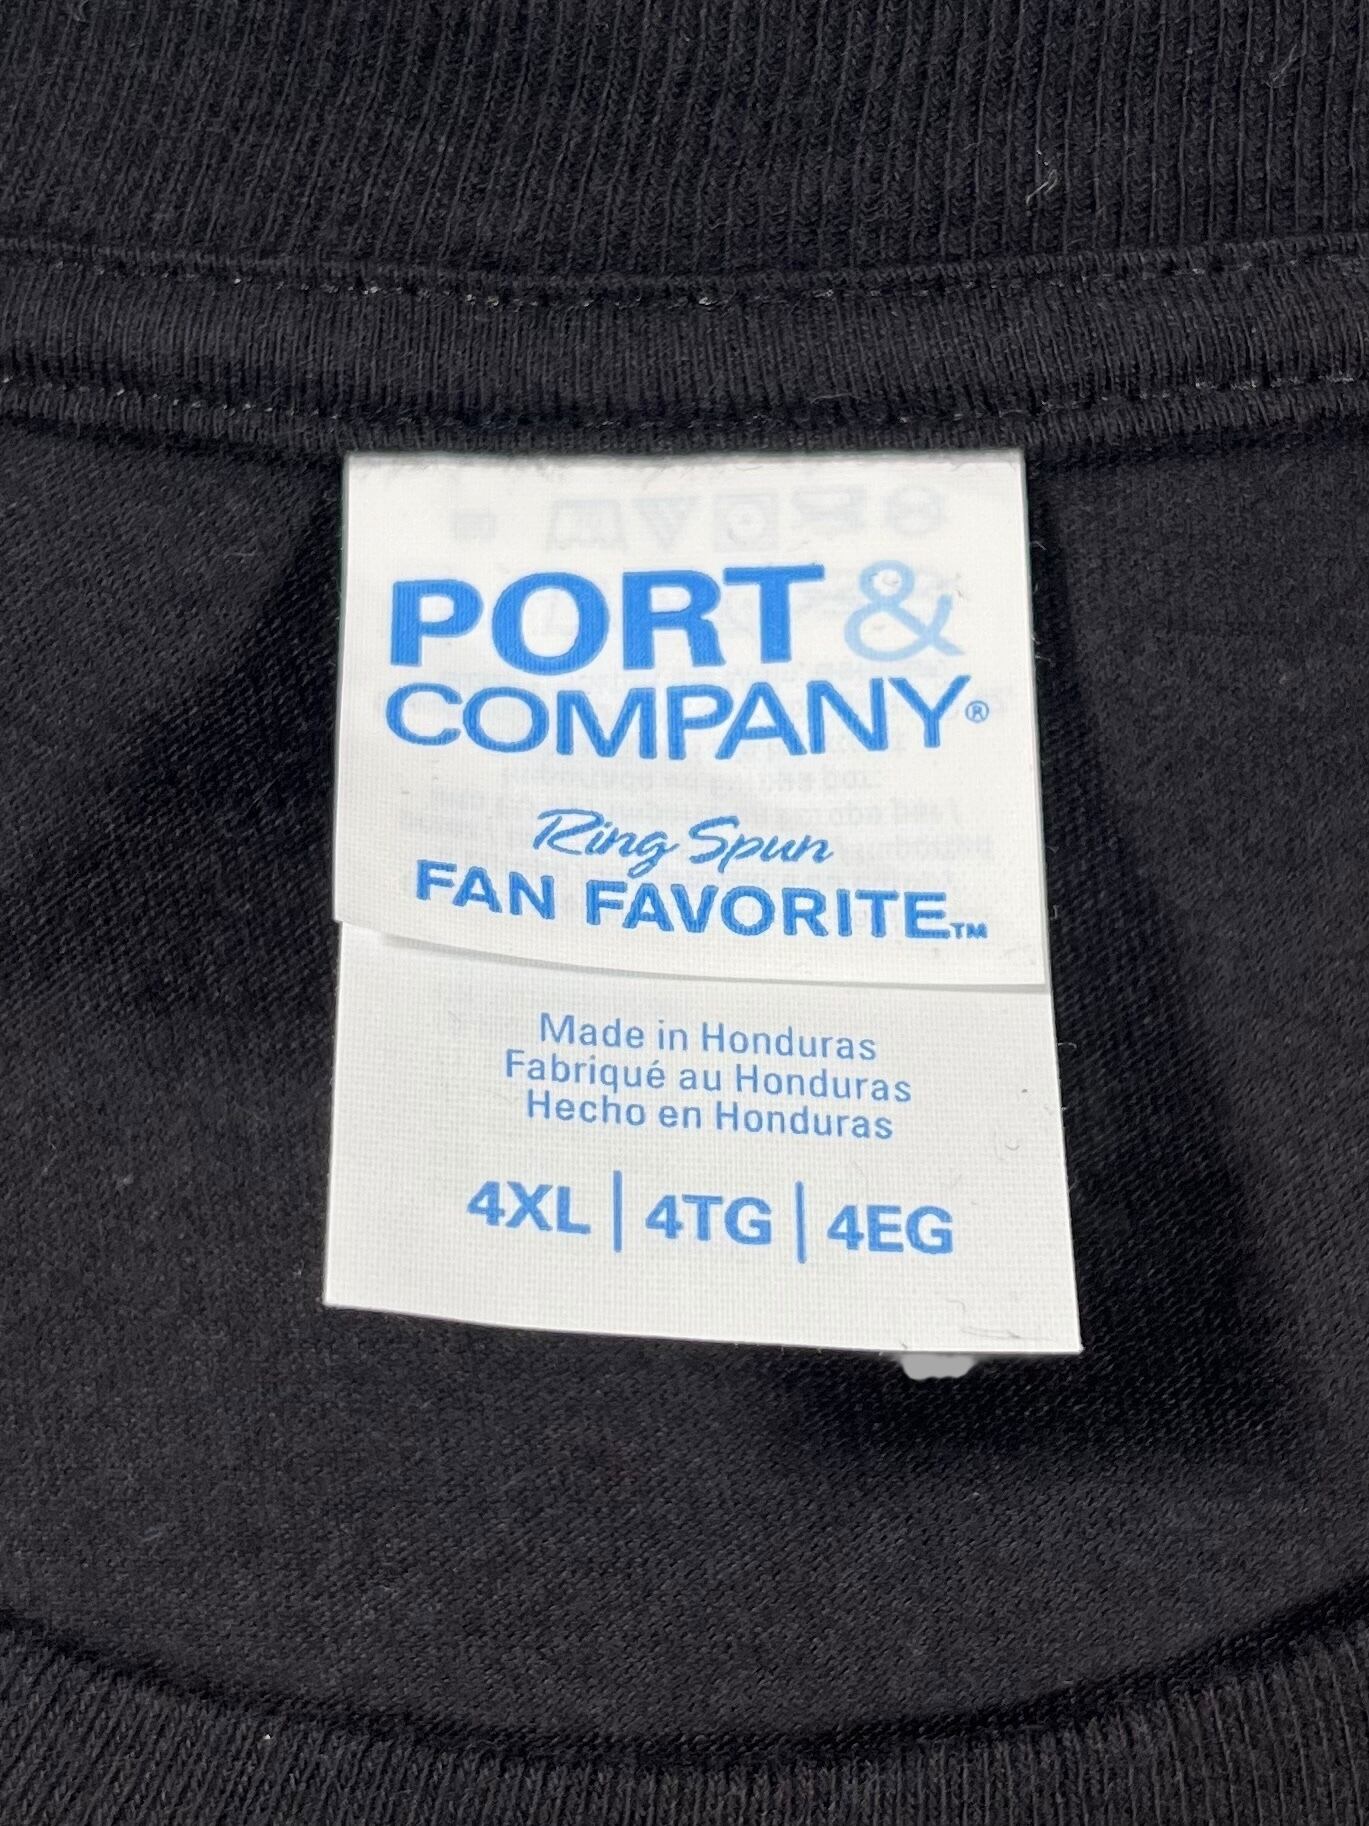 PORT &
COMPANY®
Ring Spun
FAN FAVORITE™
Made in Honduras
Fabriqué au Honduras
Hecho en Honduras
4XL | 4TG | 4EG